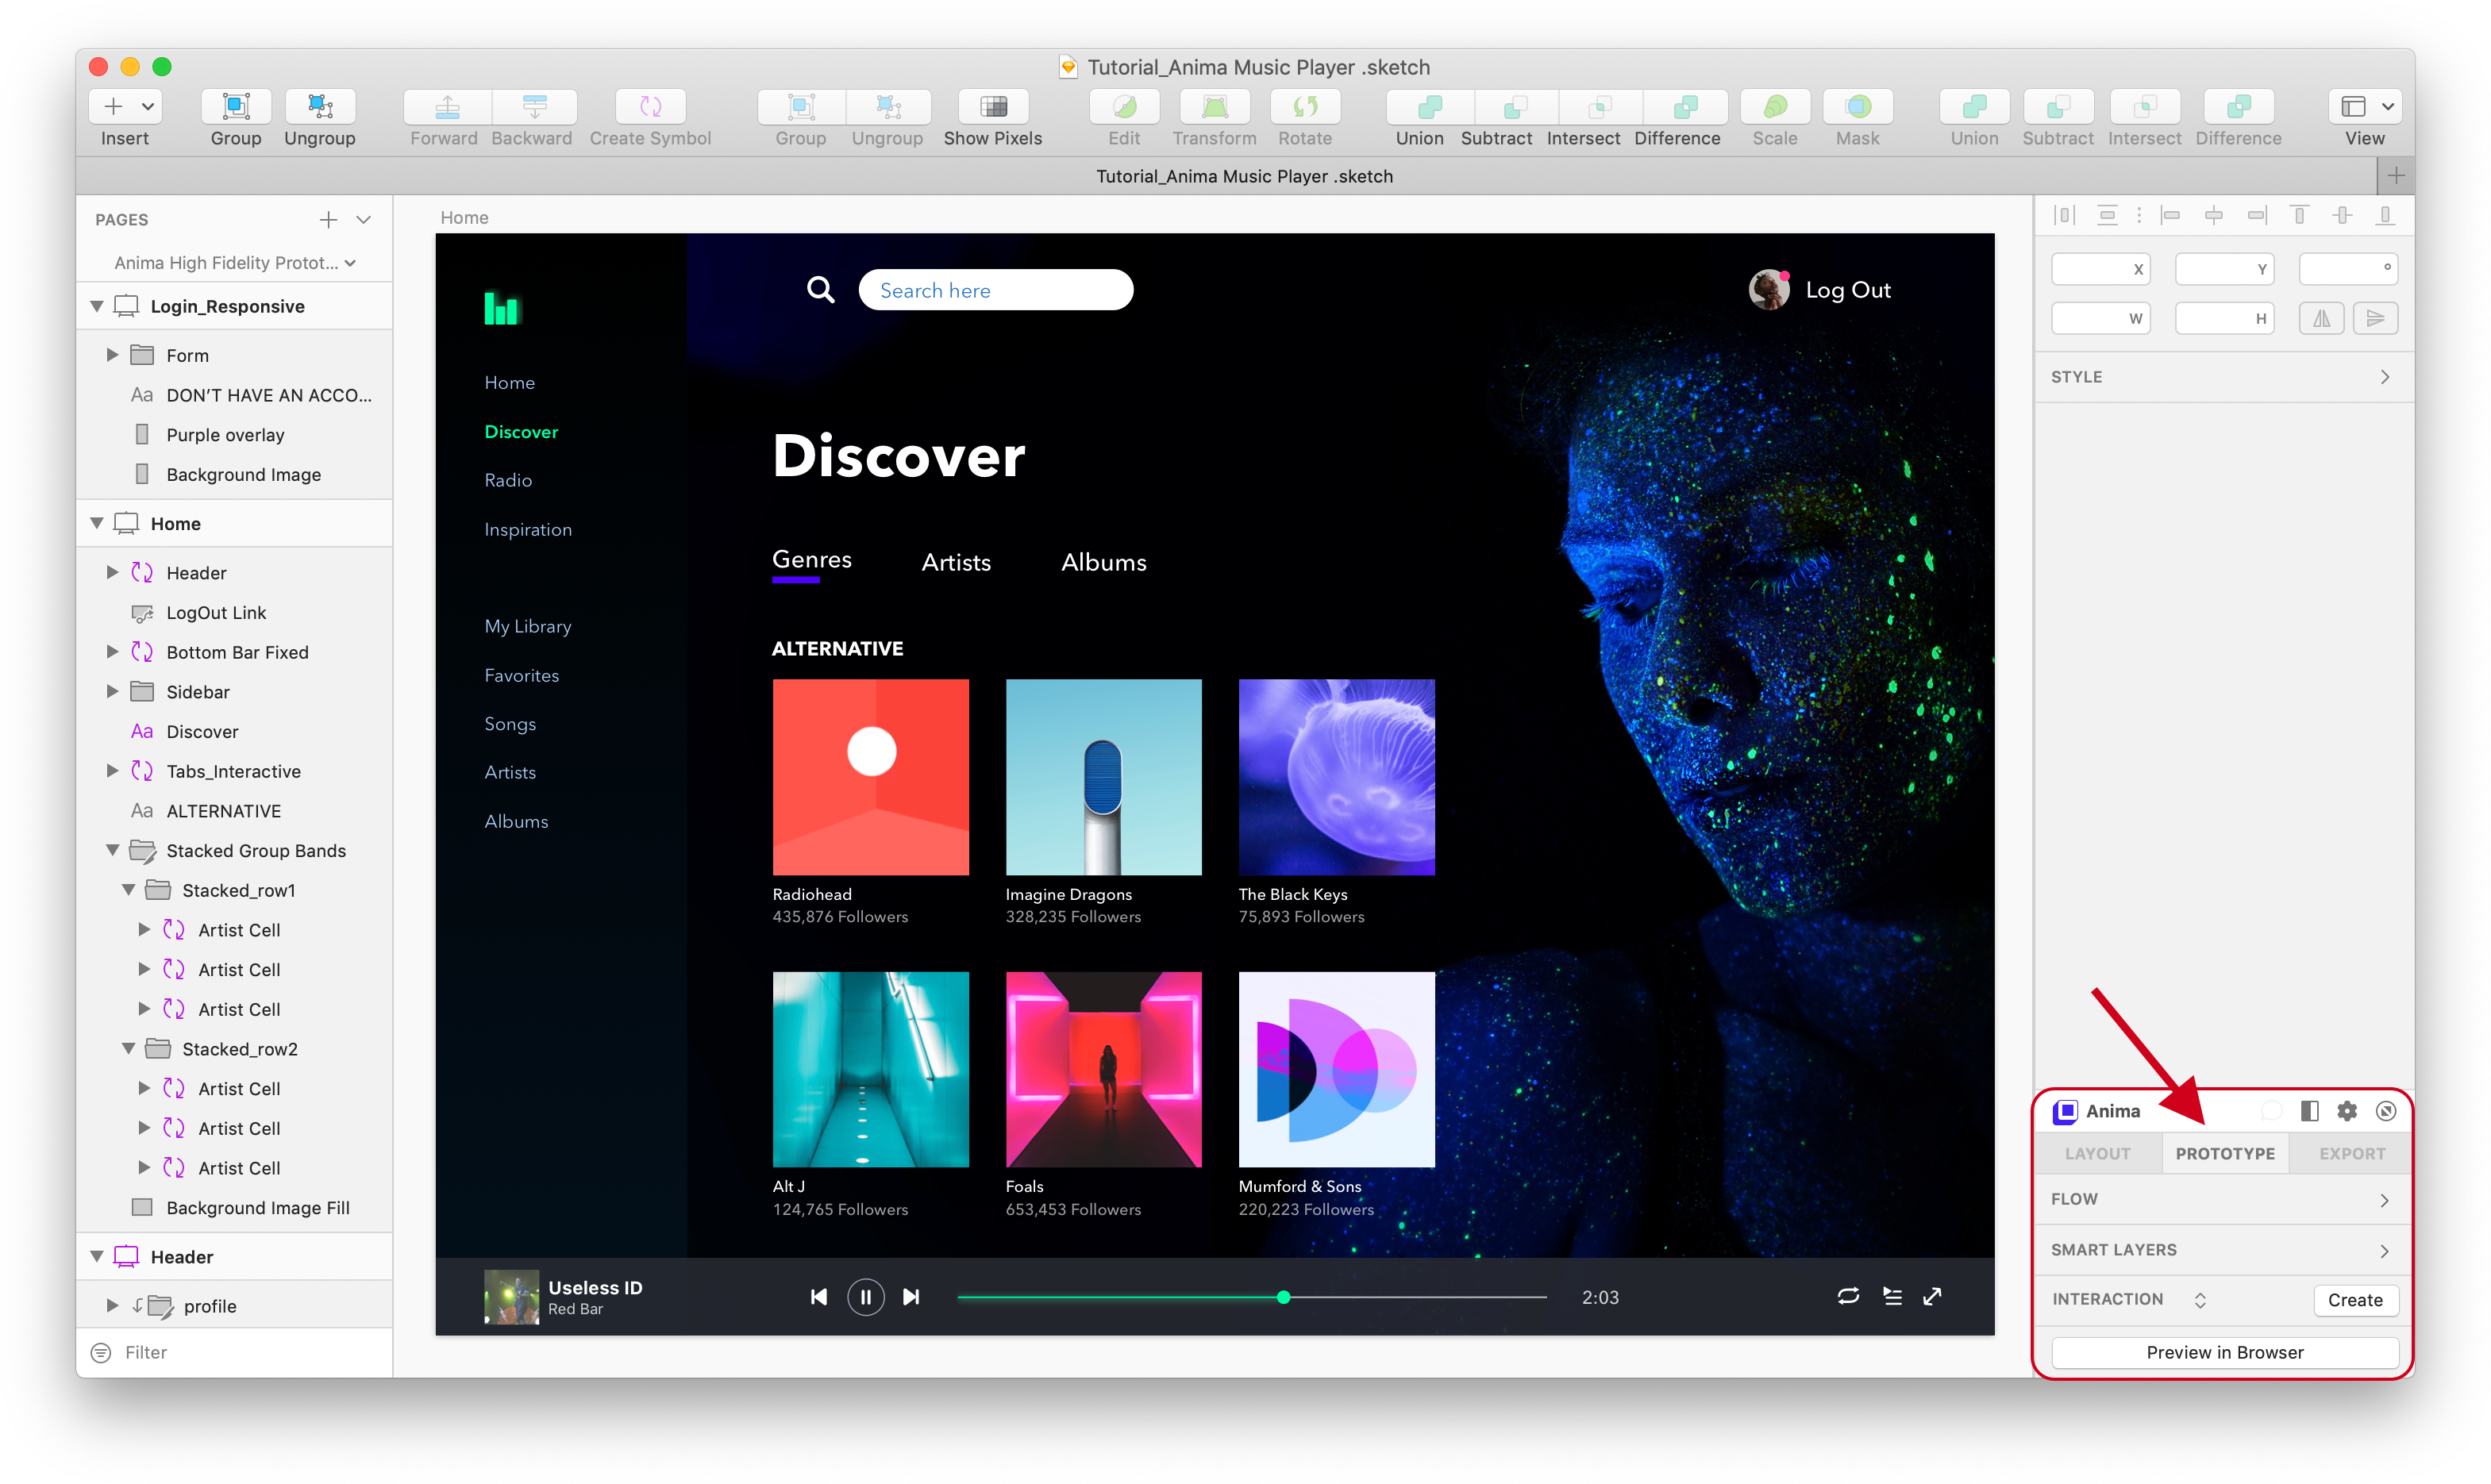 Tutorial_Anima Music Player .sketch
Insert
Group
Ungroup
Forward
Backward
Create Symbol
Group
Ungroup
Show Pixels
Edit
Transform
Rotate
Union
Subtract
Intersect
Difference
Scale
Mask
Union
Subtract
Intersect
Difference
View
Tutorial_Anima Music Player .sketch
PAGES
Anima High Fidelity Protot...
Login_Responsive
Form
Aa DON’T HAVE AN ACCO...
Purple overlay
Background Image
Home
Header
LogOut Link
Bottom Bar Fixed
Sidebar
Aa Discover
Tabs_Interactive
Aa ALTERNATIVE
Stacked Group Bands
Stacked_row1
Artist Cell
Artist Cell
Artist Cell
Stacked_row2
Artist Cell
Artist Cell
Artist Cell
Background Image Fill
Header
profile
Filter
Home
Search here
Log Out
Home
Discover
Radio
Inspiration
My Library
Favorites
Songs
Artists
Albums
Discover
Genres
Artists
Albums
ALTERNATIVE
Radiohead
435,876 Followers
Imagine Dragons
328,235 Followers
The Black Keys
75,893 Followers
Alt J
124,765 Followers
Foals
653,453 Followers
Mumford & Sons
220,223 Followers
Useless ID
Red Bar
2:03
X
Y
°
W
H
STYLE
Anima
LAYOUT
PROTOTYPE
EXPORT
FLOW
SMART LAYERS
INTERACTION
Create
Preview in Browser